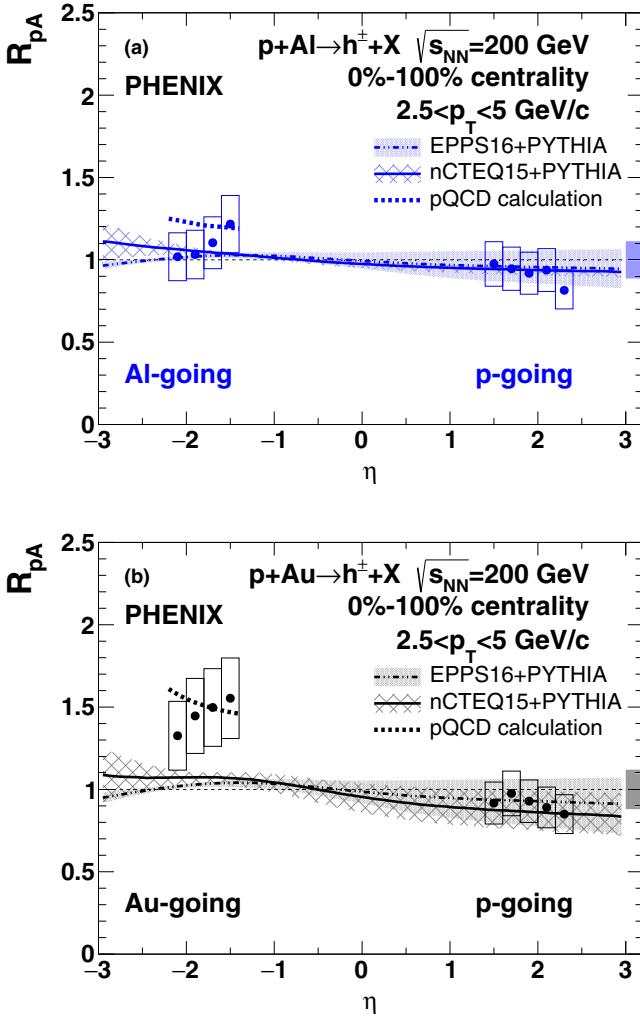 R_pA
2.5
2
1.5
1
0.5
0
(a)
p+Al→h±+X √s_NN=200 GeV
PHENIX
0%-100% centrality
2.5<p_T<5 GeV/c
EPPS16+PYTHIA
nCTEQ15+PYTHIA
pQCD calculation
Al-going
p-going
−3 −2 −1 0 1 2 3
η
R_pA
2.5
2
1.5
1
0.5
0
(b)
p+Au→h±+X √s_NN=200 GeV
PHENIX
0%-100% centrality
2.5<p_T<5 GeV/c
EPPS16+PYTHIA
nCTEQ15+PYTHIA
pQCD calculation
Au-going
p-going
−3 −2 −1 0 1 2 3
η